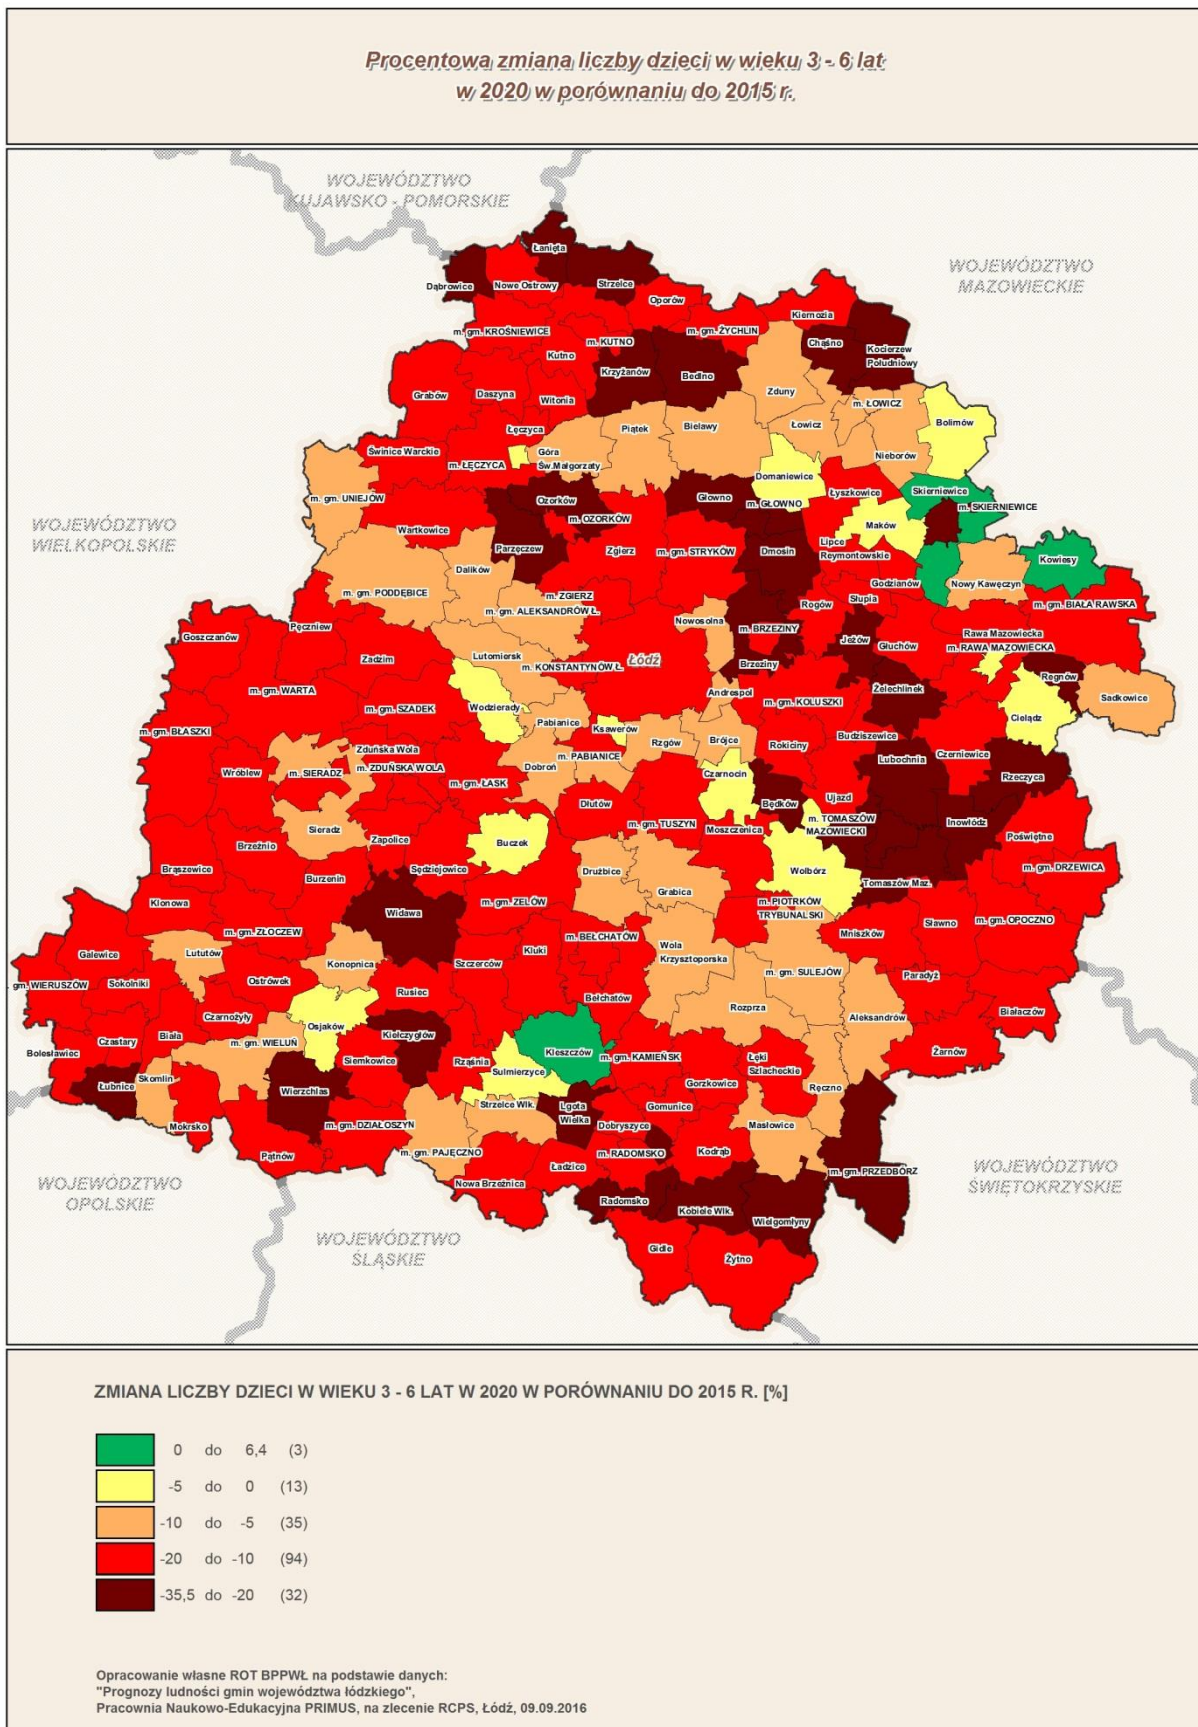 Procentowa zmiana liczby dzieci w wieku 3 - 6 lat
w 2020 w porównaniu do 2015 r.
WOJEWÓDZTWO
KUJAWSKO - POMORSKIE
WOJEWÓDZTWO
MAZOWIECKIE
Łanięta
Dąbrowice
Nowe Ostrowy
Strzelce
Oporów
Kiernozia
m. gm. KROŚNIEWICE
m. KUTNO
m. gm. ŻYCHLIN
Chąśno
Kocierzew
Południowy
Kutno
Krzyżanów
Bedlno
Zduny
Grabów
Daszyna
Witonia
m. ŁOWICZ
Bolimów
Łęczyca
Piątek
Bielawy
Łowicz
Świnice Warckie
m. ŁĘCZYCA
Góra
Św.Małgorzaty
Nieborów
Domaniewice
Łyszkowice
Skierniewice
m. SKIERNIEWICE
m. gm. UNIEJÓW
Ozorków
Głowno
m. GŁOWNO
Maków
WOJEWÓDZTWO
WIELKOPOLSKIE
Wartkowice
m. OZORKÓW
Parzęczew
Zgierz
m. gm. STRYKÓW
Dmosin
Lipce
Reymontowskie
Kowiesy
Dalików
Godzianów
Nowy Kawęczyn
m. gm. PODDĘBICE
m. ZGIERZ
m. gm. ALEKSANDRÓW Ł.
Rogów
Słupia
m. gm. BIAŁA RAWSKA
Pęczniew
Nowosolna
m. BRZEZINY
Jeżów
Głuchów
Rawa Mazowiecka
m. RAWA MAZOWIECKA
Goszczanów
Zadzim
Lutomiersk
m. KONSTANTYNÓW Ł.
Łódź
Brzeziny
Regnów
m. gm. WARTA
Andrespol
Żelechlinek
Sadkowice
m. gm. SZADEK
Wodzierady
Pabianice
Ksawerów
m. gm. KOLUSZKI
Cielądz
m. gm. BŁASZKI
Rzgów
Brójce
Rokiciny
Budziszewice
Zduńska Wola
m. ZDUŃSKA WOLA
Wróblew
m. SIERADZ
m. PABIANICE
Dobroń
Lubochnia
Czerniewice
Rzeczyca
m. gm. ŁASK
Czarnocin
Będków
Ujazd
Dłutów
m. gm. TUSZYN
Moszczenica
m. TOMASZÓW
MAZOWIECKI
Inowłódz
Sieradz
Zapolice
Buczek
Poświętne
Brzeźnio
Drużbice
Wolbórz
m. gm. DRZEWICA
Brąszewice
Burzenin
Sędziejowice
Grabica
Tomaszów Maz.
Klonowa
Widawa
m. gm. ZELÓW
m. PIOTRKÓW
TRYBUNALSKI
Sławno
m. gm. OPOCZNO
m. gm. ZŁOCZEW
m. BEŁCHATÓW
Mniszków
Galewice
Lututów
Konopnica
Szczerców
Kluki
Wola
Krzysztoporska
m. gm. SULEJÓW
Paradyż
gm. WIERUSZÓW
Sokolniki
Ostrówek
Rusiec
Bełchatów
Rozprza
Aleksandrów
Białaczów
Czarnożyły
Osjaków
Kiełczygłów
Czastary
Biała
m. gm. WIELUŃ
Kleszczów
m. gm. KAMIEŃSK
Łęki
Szlacheckie
Żarnów
Bolesławiec
Siemkowice
Rząśnia
Sulmierzyce
Skomlin
Łubnice
Wierzchlas
Gorzkowice
Ręczno
Strzelce Wlk.
Lgota
Wielka
Gomunice
Dobryszyce
Masłowice
Mokrsko
m. gm. DZIAŁOSZYN
m. gm. PAJĘCZNO
m. RADOMSKO
Kodrąb
Pątnów
Ładzice
m. gm. PRZEDBÓRZ
Nowa Brzeźnica
Radomsko
Kobiele Wlk.
Wielgomłyny
WOJEWÓDZTWO
OPOLSKIE
WOJEWÓDZTWO
ŚWIĘTOKRZYSKIE
WOJEWÓDZTWO
ŚLĄSKIE
Gidle
Żytno
ZMIANA LICZBY DZIECI W WIEKU 3 - 6 LAT W 2020 W PORÓWNANIU DO 2015 R. [%]
0 do 6,4 (3)
-5 do 0 (13)
-10 do -5 (35)
-20 do -10 (94)
-35,5 do -20 (32)
Opracowanie własne ROT BPPWŁ na podstawie danych:
"Prognozy ludności gmin województwa łódzkiego",
Pracownia Naukowo-Edukacyjna PRIMUS, na zlecenie RCPS, Łódź, 09.09.2016